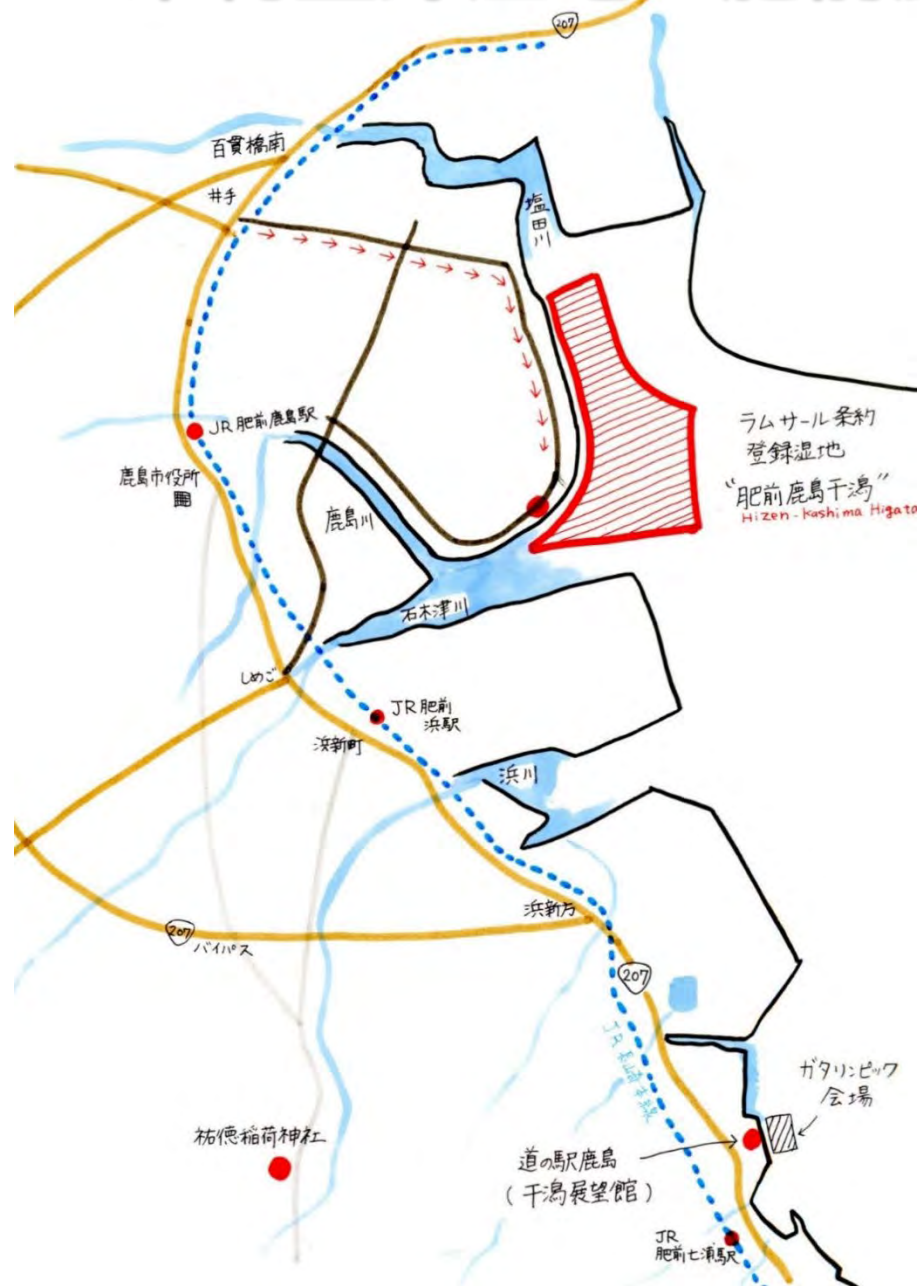 207
百貫橋南
井手
塩田川
JR肥前鹿島駅
鹿島市役所
鹿島川
ラムサール条約
登録湿地
“肥前鹿島干潟”
Hizen-Kashima Higata
石木津川
しめご
JR肥前
浜駅
浜新町
浜川
浜新方
207
バイパス
207
JR長崎本線
ガタリンピック
会場
祐徳稲荷神社
道の駅鹿島
(干潟展望館)
JR
肥前七浦駅